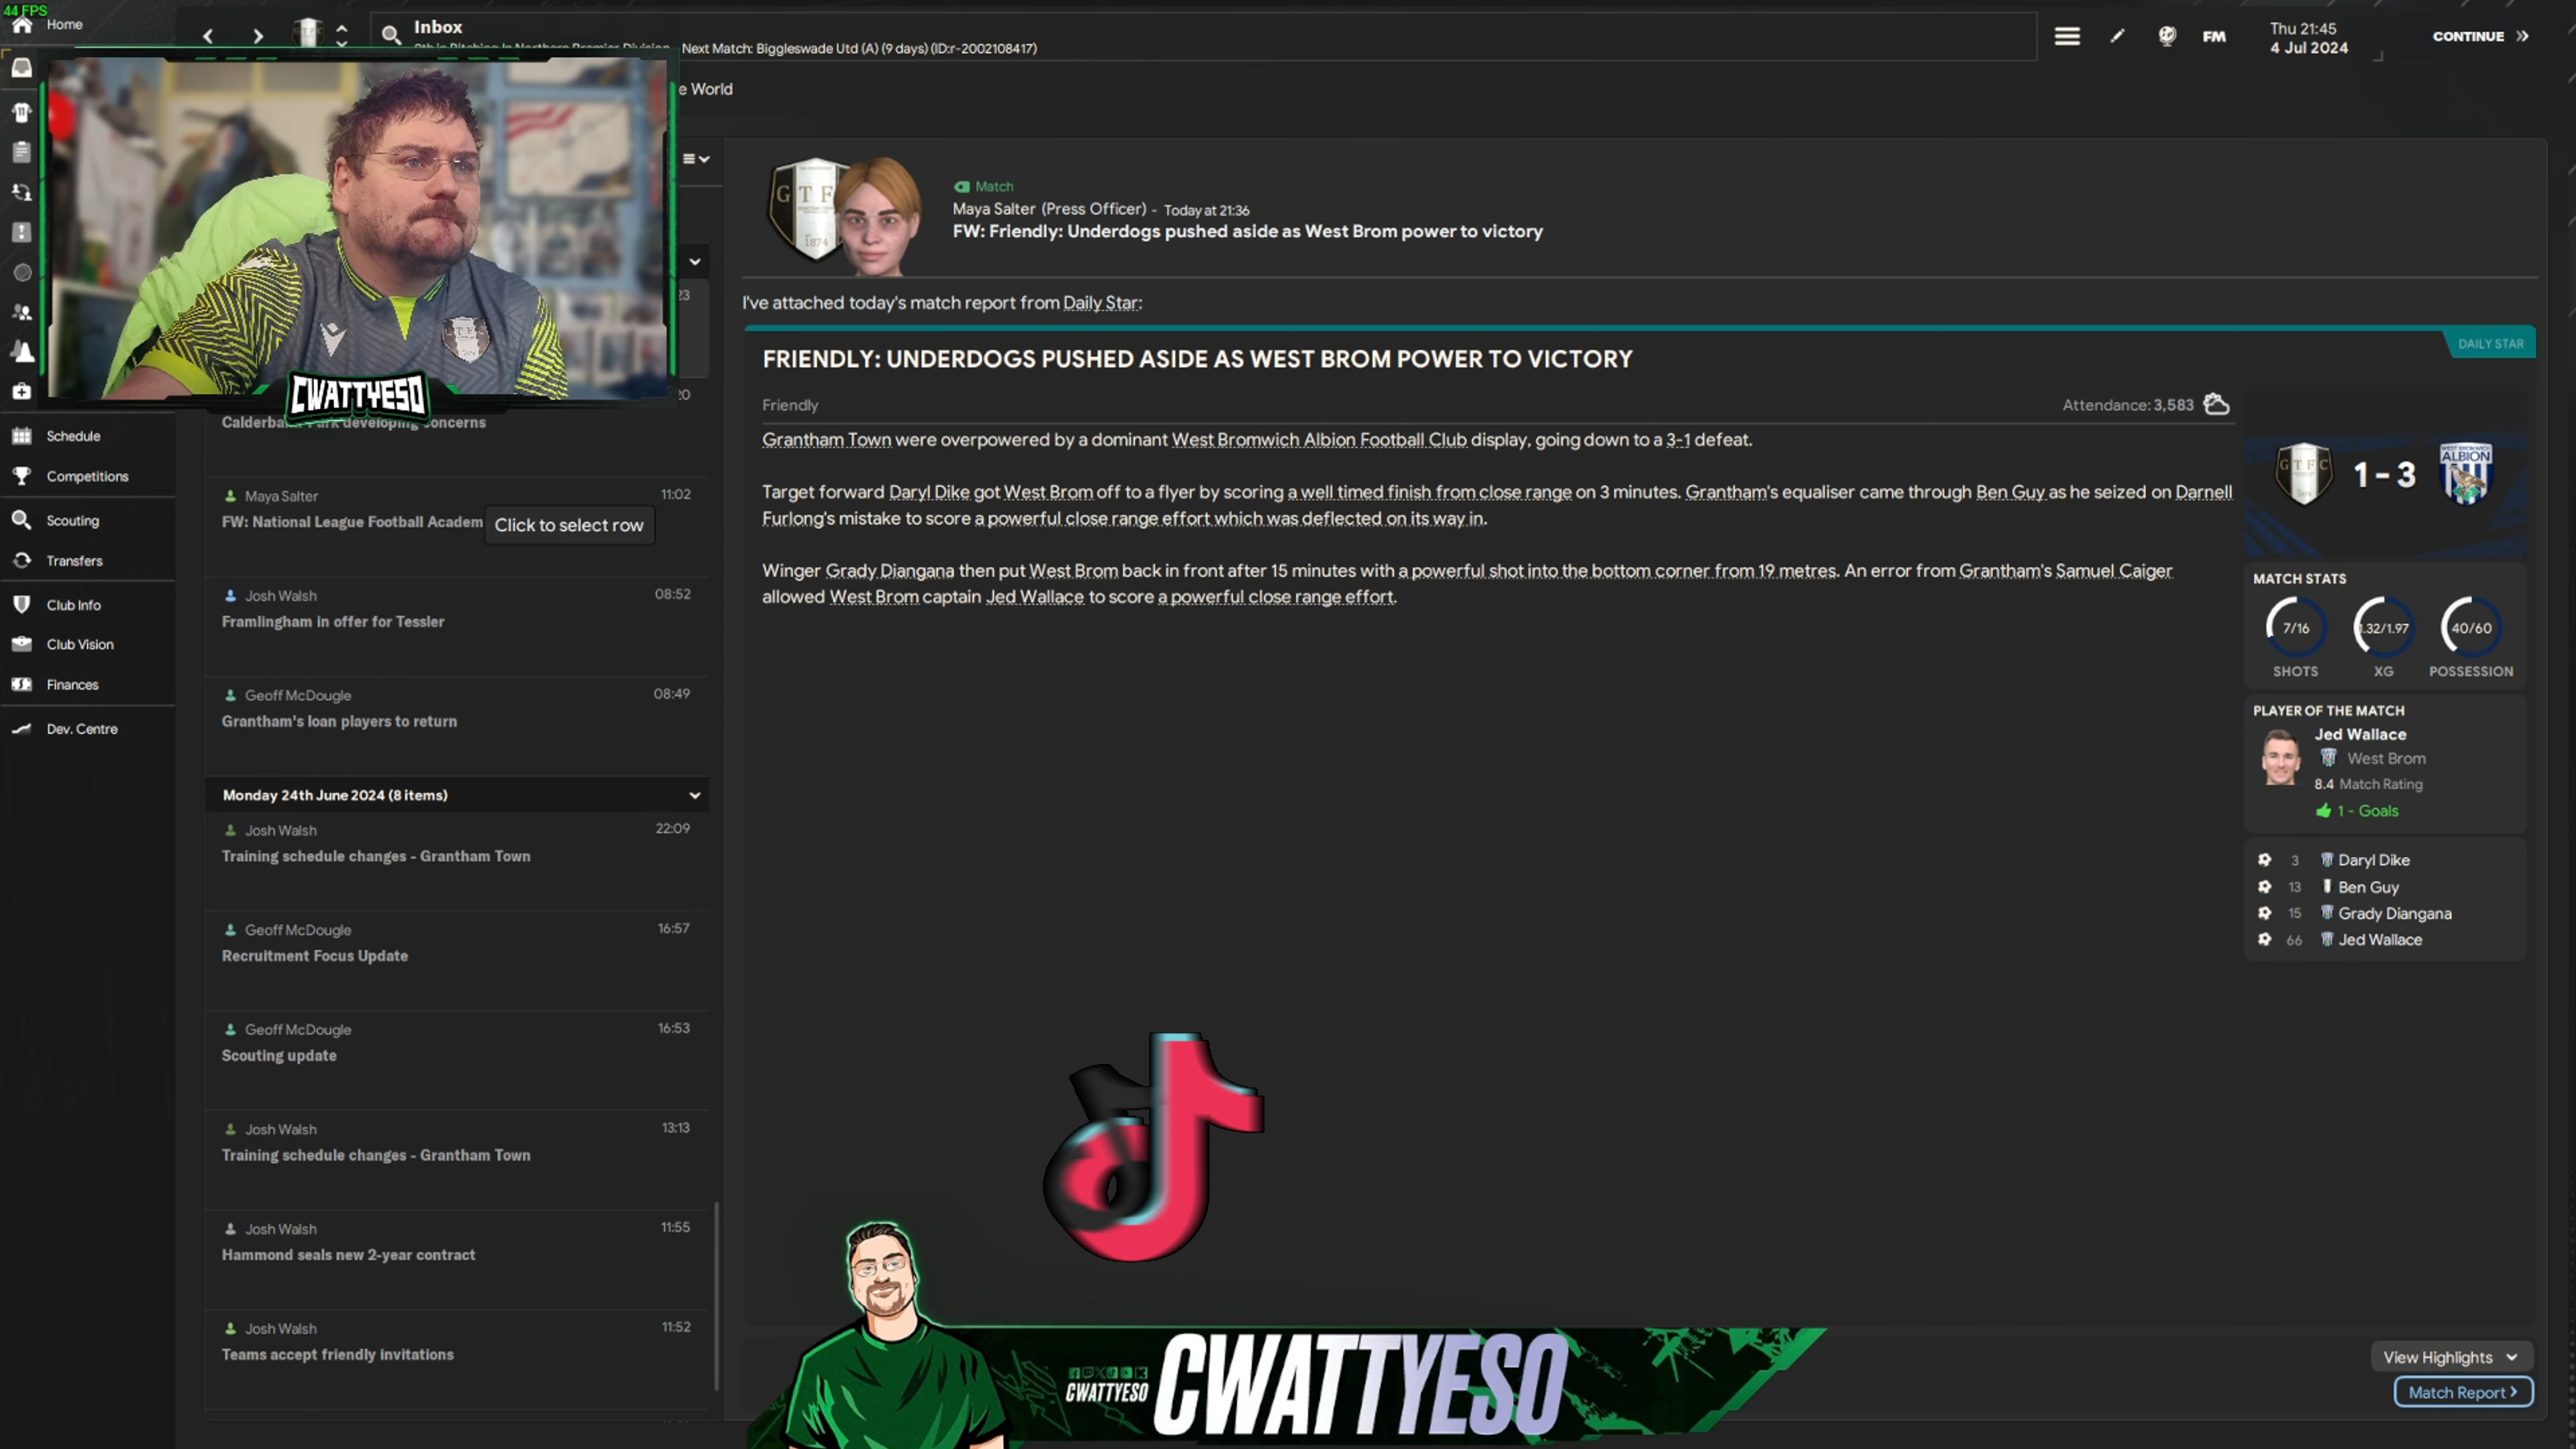 44 FPS
Home
Inbox
Next Match: Biggleswade Utd (A) (9 days) (ID:r-2002108417)
FM
Thu 21:45
4 Jul 2024
CONTINUE
e World
CWATTYESO
GTFC
Schedule
Competitions
Scouting
Transfers
Club Info
Club Vision
Finances
Dev. Centre
23
20
developing concerns
Maya Salter
11:02
FW: National League Football Academ
Click to select row
Josh Walsh
08:52
Framlingham in offer for Tessler
Geoff McDougle
08:49
Grantham's loan players to return
Monday 24th June 2024 (8 items)
Josh Walsh
22:09
Training schedule changes - Grantham Town
Geoff McDougle
16:57
Recruitment Focus Update
Geoff McDougle
16:53
Scouting update
Josh Walsh
13:13
Training schedule changes - Grantham Town
Josh Walsh
11:55
Hammond seals new 2-year contract
Josh Walsh
11:52
Teams accept friendly invitations
GTF
1874
Match
Maya Salter (Press Officer) - Today at 21:36
FW: Friendly: Underdogs pushed aside as West Brom power to victory
I've attached today's match report from Daily Star:
DAILY STAR
FRIENDLY: UNDERDOGS PUSHED ASIDE AS WEST BROM POWER TO VICTORY
Friendly
Attendance: 3,583
Grantham Town were overpowered by a dominant West Bromwich Albion Football Club display, going down to a 3-1 defeat.
Target forward Daryl Dike got West Brom off to a flyer by scoring a well timed finish from close range on 3 minutes. Grantham's equaliser came through Ben Guy as he seized on Darnell
Furlong's mistake to score a powerful close range effort which was deflected on its way in.
Winger Grady Diangana then put West Brom back in front after 15 minutes with a powerful shot into the bottom corner from 19 metres. An error from Grantham's Samuel Caiger
allowed West Brom captain Jed Wallace to score a powerful close range effort.
GTFC
1 - 3
WEST BROMWICH
ALBION
MATCH STATS
7/16
1.32/1.97
40/60
SHOTS
XG
POSSESSION
PLAYER OF THE MATCH
Jed Wallace
West Brom
8.4 Match Rating
1 - Goals
3 Daryl Dike
13 Ben Guy
15 Grady Diangana
66 Jed Wallace
CWATTYESO
CWATTYESO
View Highlights
Match Report